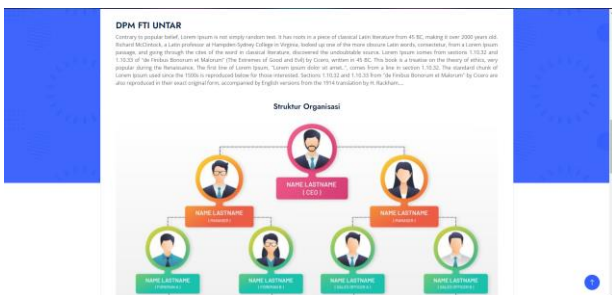 DPM FTI UNTAR
Contrary to popular belief, Lorem Ipsum is not simply random text. It has roots in a piece of classical Latin literature from 45 BC, making it over 2000 years old.
Richard McClintock, a Latin professor at Hampden-Sydney College in Virginia, looked up one of the more obscure Latin words, consectetur, from a Lorem Ipsum
passage, and going through the cites of the word in classical literature, discovered the undoubtable source. Lorem Ipsum comes from sections 1.10.32 and
1.10.33 of "de Finibus Bonorum et Malorum" (The Extremes of Good and Evil) by Cicero, written in 45 BC. This book is a treatise on the theory of ethics, very
popular during the Renaissance. The first line of Lorem Ipsum, "Lorem ipsum dolor sit amet..", comes from a line in section 1.10.32. The standard chunk of
Lorem Ipsum used since the 1500s is reproduced below for those interested. Sections 1.10.32 and 1.10.33 from "de Finibus Bonorum et Malorum" by Cicero are
also reproduced in their exact original form, accompanied by English versions from the 1914 translation by H. Rackham....
Struktur Organisasi
NAME LASTNAME
( CEO )
NAME LASTNAME
( MANAGER )
NAME LASTNAME
( MANAGER )
NAME LASTNAME
NAME LASTNAME
NAME LASTNAME
NAME LASTNAME